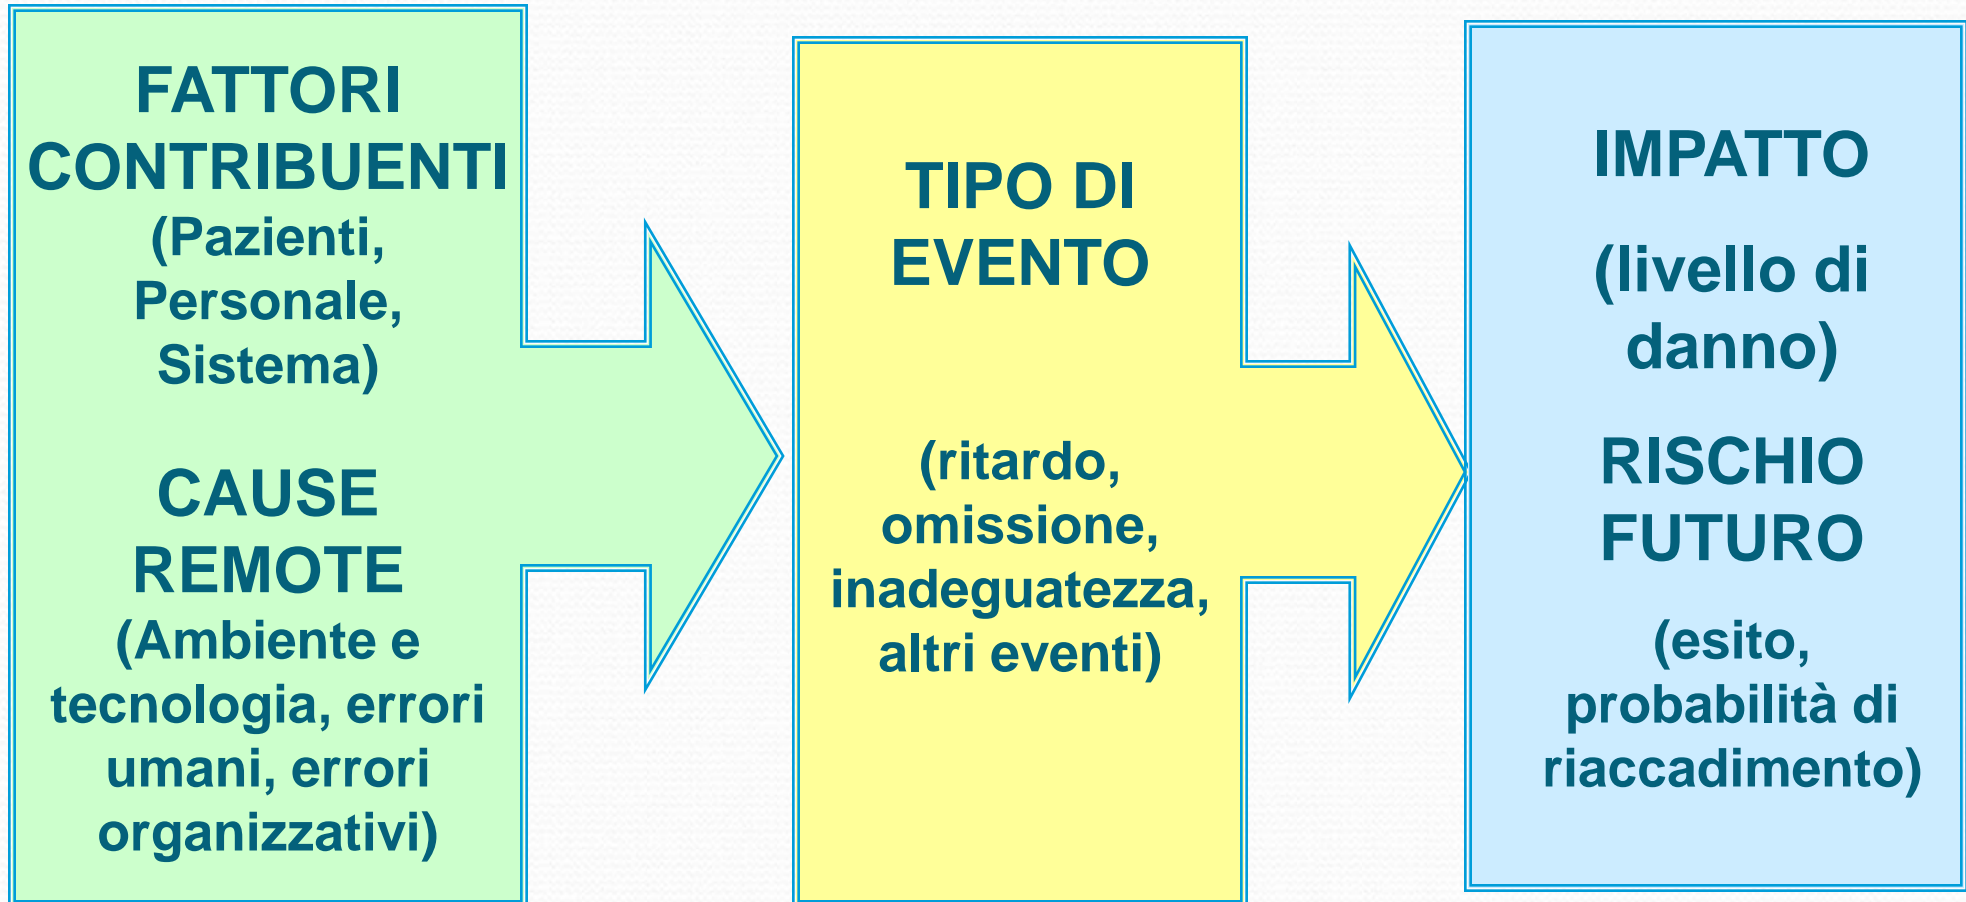 FATTORI
CONTRIBUENTI
(Pazienti,
Personale,
Sistema)
CAUSE
REMOTE
(Ambiente e
tecnologia, errori
umani, errori
organizzativi)
TIPO DI
EVENTO
(ritardo,
omissione,
inadeguatezza,
altri eventi)
IMPATTO
(livello di
danno)
RISCHIO
FUTURO
(esito,
probabilità di
riaccadimento)